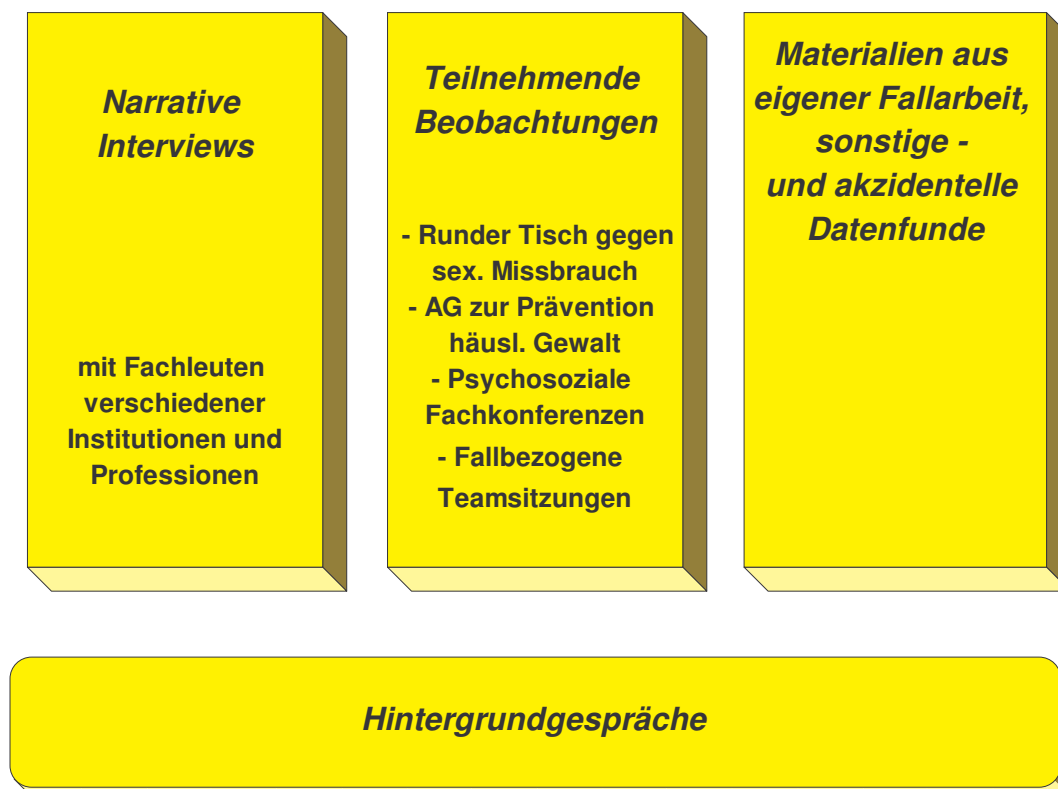 Narrative
Interviews
mit Fachleuten
verschiedener
Institutionen und
Professionen
Teilnehmende
Beobachtungen
- Runder Tisch gegen
sex. Missbrauch
- AG zur Prävention
häusl. Gewalt
- Psychosoziale
Fachkonferenzen
- Fallbezogene
Teamsitzungen
Materialien aus
eigener Fallarbeit,
sonstige -
und akzidentelle
Datenfunde
Hintergrundgespräche